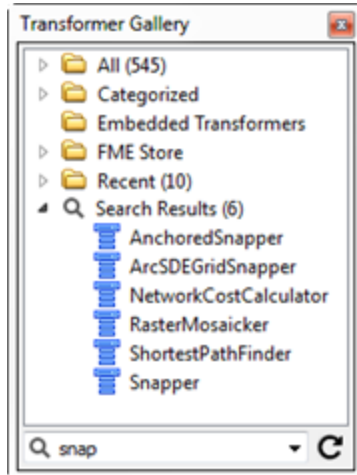 Transformer Gallery
All (545)
Categorized
Embedded Transformers
FME Store
Recent (10)
Search Results (6)
AnchoredSnapper
ArcSDEGridSnapper
NetworkCostCalculator
RasterMosaicker
ShortestPathFinder
Snapper
snap